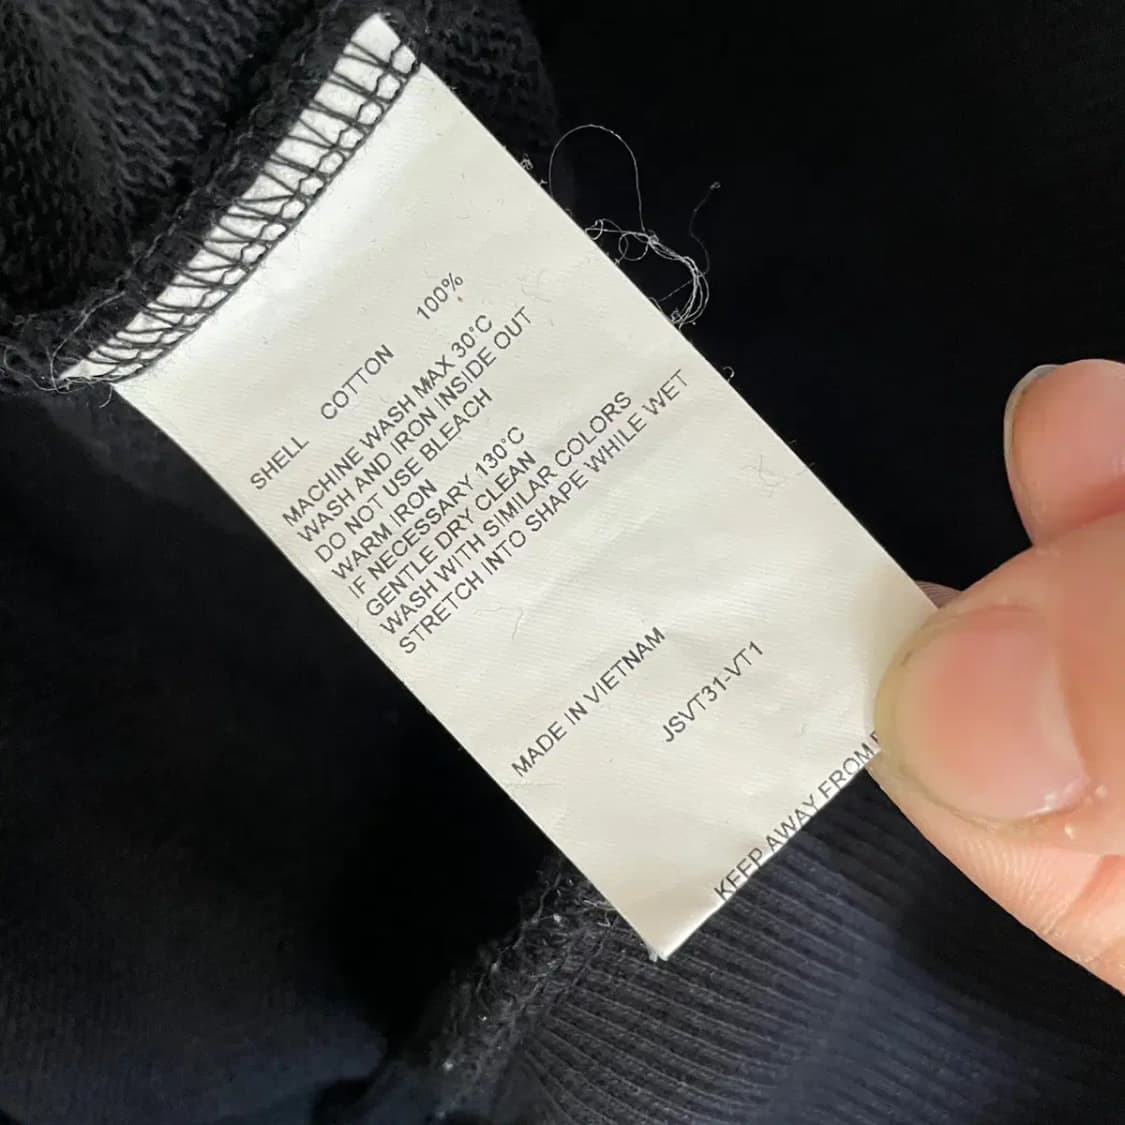 SHELL COTTON 100%
MACHINE WASH MAX 30°C
WASH AND IRON INSIDE OUT
DO NOT USE BLEACH
WARM IRON
IF NECESSARY 130°C
GENTLE DRY CLEAN
WASH WITH SIMILAR COLORS
STRETCH INTO SHAPE WHILE WET
MADE IN VIETNAM
JSVT31-VT1
KEEP AWAY FROM